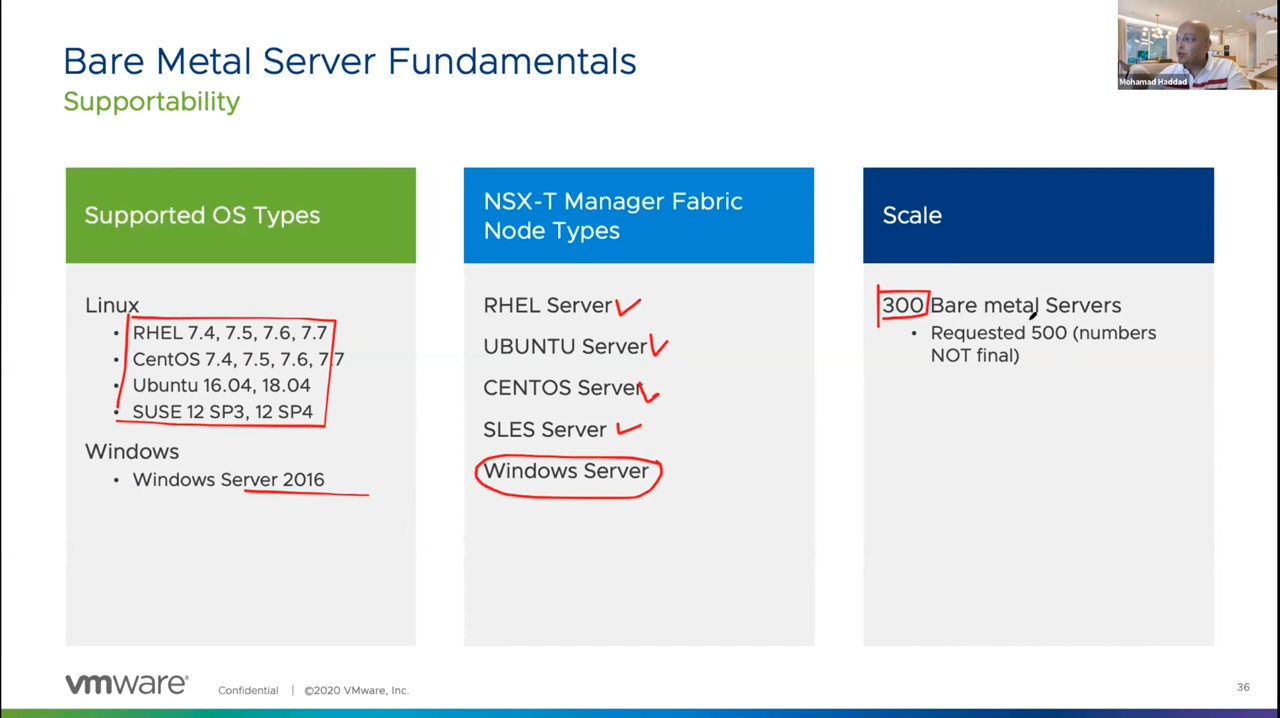 Bare Metal Server Fundamentals
Supportability
Mohamad Haddad
Supported OS Types
Linux
• RHEL 7.4, 7.5, 7.6, 7.7
• CentOS 7.4, 7.5, 7.6, 7.7
• Ubuntu 16.04, 18.04
• SUSE 12 SP3, 12 SP4
Windows
• Windows Server 2016
NSX-T Manager Fabric
Node Types
RHEL Server
UBUNTU Server
CENTOS Server
SLES Server
Windows Server
Scale
300 Bare metal Servers
• Requested 500 (numbers
NOT final)
vmware®
Confidential | ©2020 VMware, Inc.
36